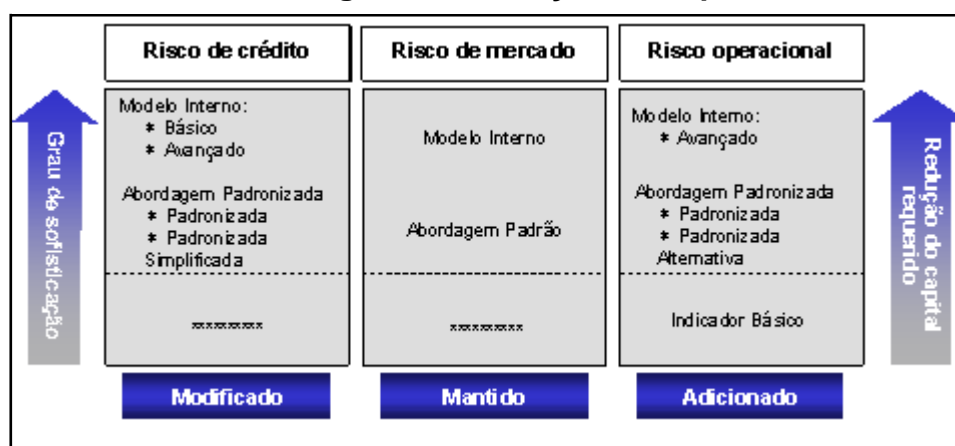 Risco de crédito
Risco de mercado
Risco operacional
Grau de sofisticação
Modelo Interno:
* Básico
* Avançado
Abordagem Padronizada
* Padronizada
* Padronizada
Simplificada
xxxxxxxxxx
Modelo Interno
Abordagem Padrão
xxxxxxxxxx
Modelo Interno:
* Avançado
Abordagem Padronizada
* Padronizada
* Padronizada
Alternativa
Indicador Básico
Redução do capital
requerido
Modificado
Mantido
Adicionado